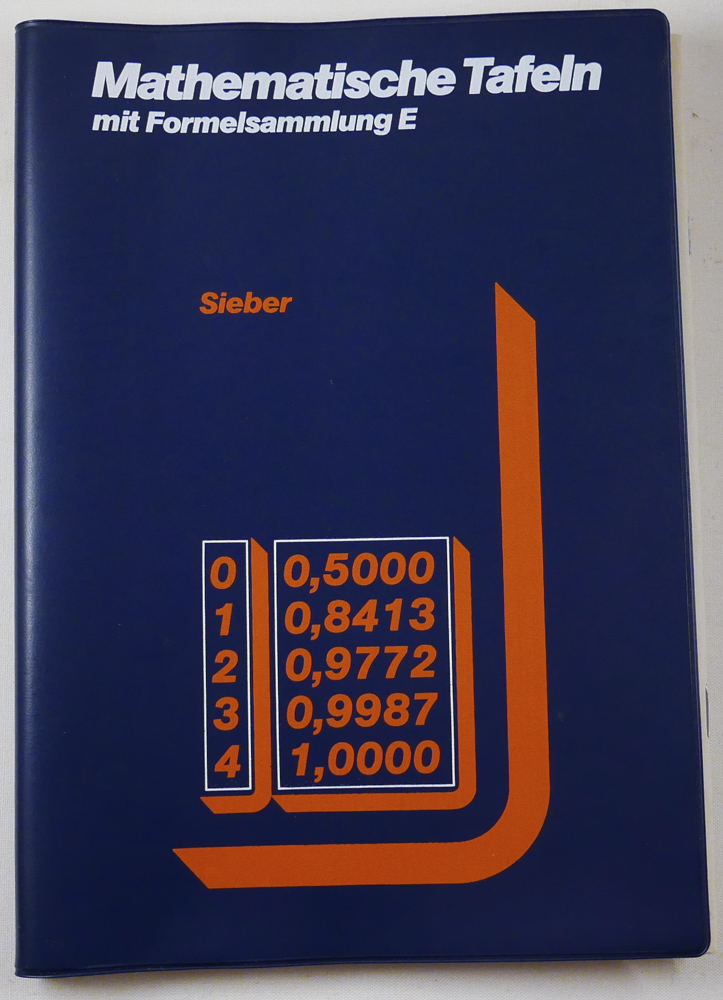 Mathematische Tafeln
mit Formelsammlung E
Sieber
0 0,5000
1 0,8413
2 0,9772
3 0,9987
4 1,0000